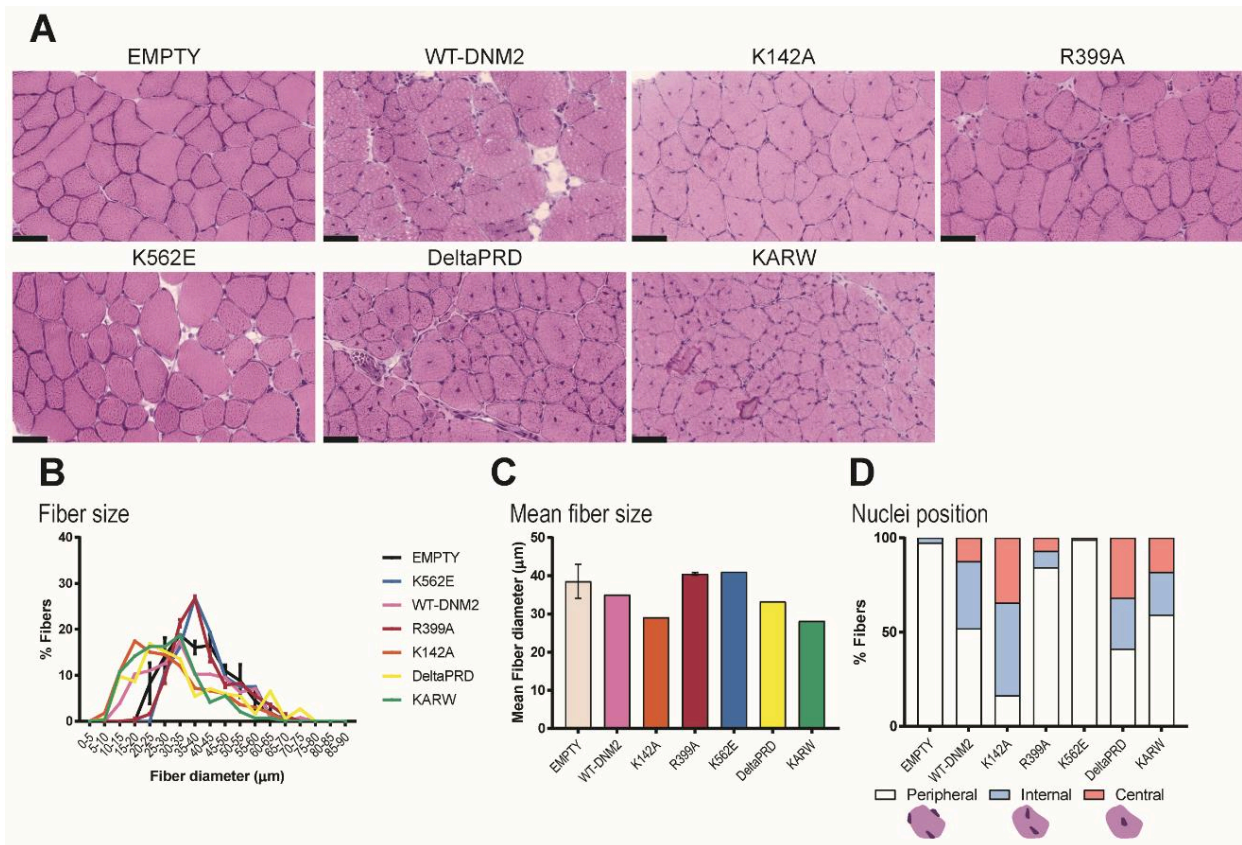 A
EMPTY
WT-DNM2
K142A
R399A
K562E
DeltaPRD
KARW
B
Fiber size
% Fibers
40
30
20
10
0
0-5
5-10
10-15
15-20
20-25
25-30
30-35
35-40
40-45
45-50
50-55
55-60
60-65
65-70
70-75
75-80
80-85
85-90
Fiber diameter (µm)
EMPTY
K562E
WT-DNM2
R399A
K142A
DeltaPRD
KARW
C
Mean fiber size
Mean Fiber diameter (µm)
50
40
30
20
10
0
EMPTY
WT-DNM2
K142A
R399A
K562E
DeltaPRD
KARW
D
Nuclei position
% Fibers
100
50
0
EMPTY
WT-DNM2
K142A
R399A
K562E
DeltaPRD
KARW
Peripheral Internal Central